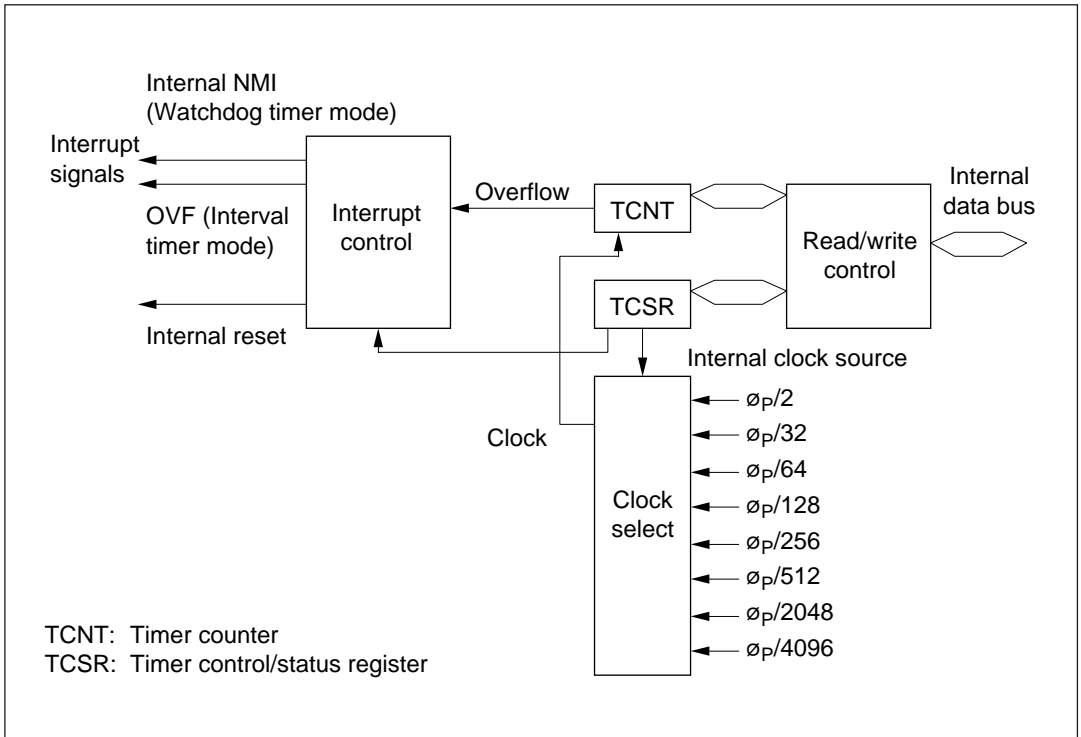 Internal NMI
(Watchdog timer mode)
Interrupt
signals
OVF (Interval
timer mode)
Internal reset
Interrupt
control
Overflow
TCNT
TCSR
Read/write
control
Internal
data bus
Internal clock source
Clock
Clock
select
øP/2
øP/32
øP/64
øP/128
øP/256
øP/512
øP/2048
øP/4096
TCNT: Timer counter
TCSR: Timer control/status register